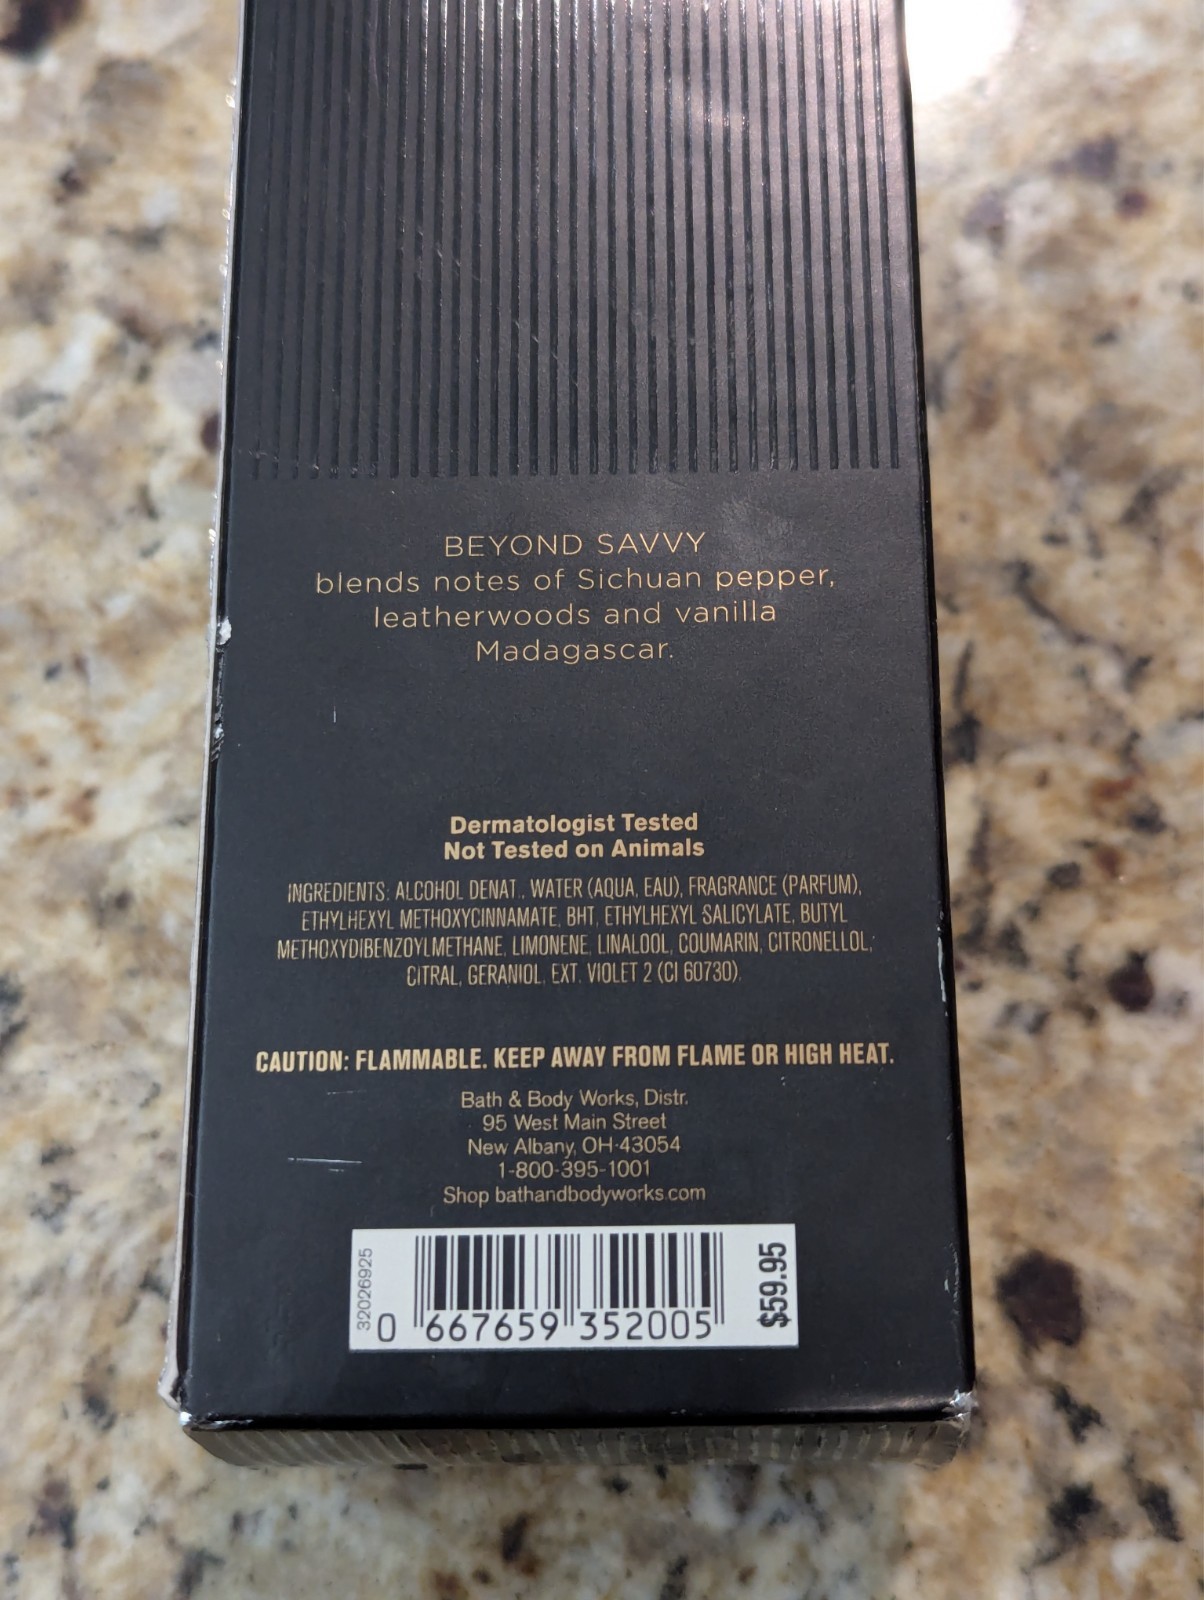 BEYOND SAVVY
blends notes of Sichuan pepper,
leatherwoods and vanilla
Madagascar.
Dermatologist Tested
Not Tested on Animals
INGREDIENTS: ALCOHOL DENAT., WATER (AQUA, EAU), FRAGRANCE (PARFUM),
ETHYLHEXYL METHOXYCINNAMATE, BHT, ETHYLHEXYL SALICYLATE, BUTYL
METHOXYDIBENZOYLMETHANE, LIMONENE, LINALOOL, COUMARIN, CITRONELLOL,
CITRAL, GERANIOL, EXT. VIOLET 2 (CI 60730).
CAUTION: FLAMMABLE. KEEP AWAY FROM FLAME OR HIGH HEAT.
Bath & Body Works, Distr.
95 West Main Street
New Albany, OH-43054
1-800-395-1001
Shop bathandbodyworks.com
32026925
0 667659 352005
$59.95